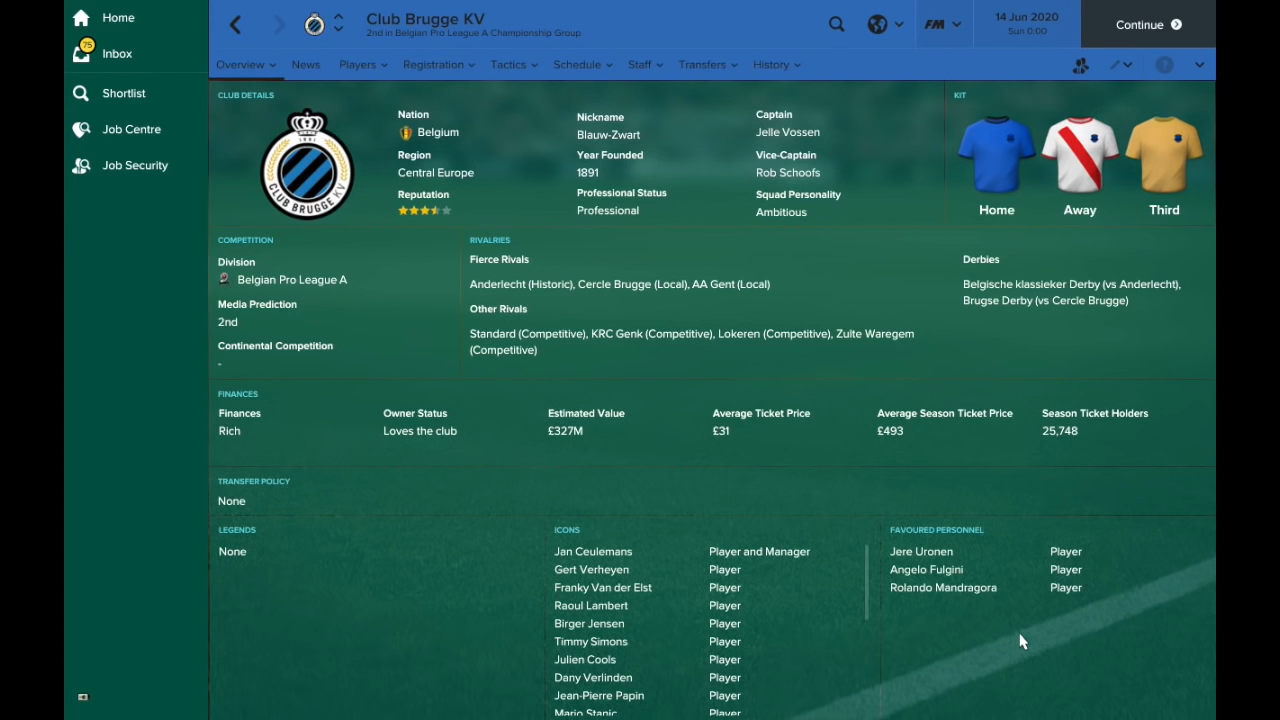 Home
75
Inbox
Shortlist
Job Centre
Job Security
Club Brugge KV
2nd in Belgian Pro League A Championship Group
FM
14 Jun 2020
Sun 0:00
Continue
Overview
News
Players
Registration
Tactics
Schedule
Staff
Transfers
History
CLUB DETAILS
1891
CLUB BRUGGE KV
Nation
Belgium
Region
Central Europe
Reputation
Nickname
Blauw-Zwart
Year Founded
1891
Professional Status
Professional
Captain
Jelle Vossen
Vice-Captain
Rob Schoofs
Squad Personality
Ambitious
KIT
Home
Away
Third
COMPETITION
Division
Belgian Pro League A
Media Prediction
2nd
Continental Competition
-
RIVALRIES
Fierce Rivals
Anderlecht (Historic), Cercle Brugge (Local), AA Gent (Local)
Other Rivals
Standard (Competitive), KRC Genk (Competitive), Lokeren (Competitive), Zulte Waregem
(Competitive)
Derbies
Belgische klassieker Derby (vs Anderlecht),
Brugse Derby (vs Cercle Brugge)
FINANCES
Finances
Rich
Owner Status
Loves the club
Estimated Value
£327M
Average Ticket Price
£31
Average Season Ticket Price
£493
Season Ticket Holders
25,748
TRANSFER POLICY
None
LEGENDS
None
ICONS
Jan Ceulemans Player and Manager
Gert Verheyen Player
Franky Van der Elst Player
Raoul Lambert Player
Birger Jensen Player
Timmy Simons Player
Julien Cools Player
Dany Verlinden Player
Jean-Pierre Papin Player
Mario Stanic Player
FAVOURED PERSONNEL
Jere Uronen Player
Angelo Fulgini Player
Rolando Mandragora Player